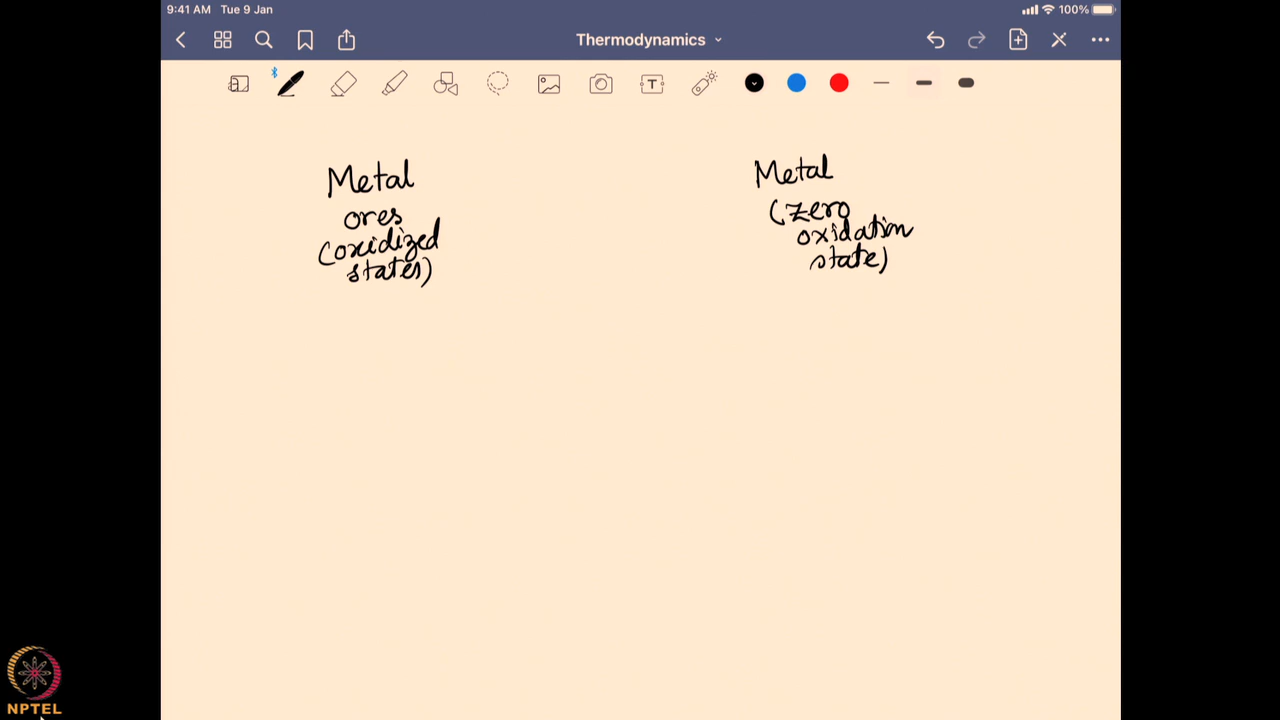 9:41 AM Tue 9 Jan
100%
Thermodynamics
T
Metal
ores
(oxidized
states)
Metal
(zero
oxidation
state)
NPTEL